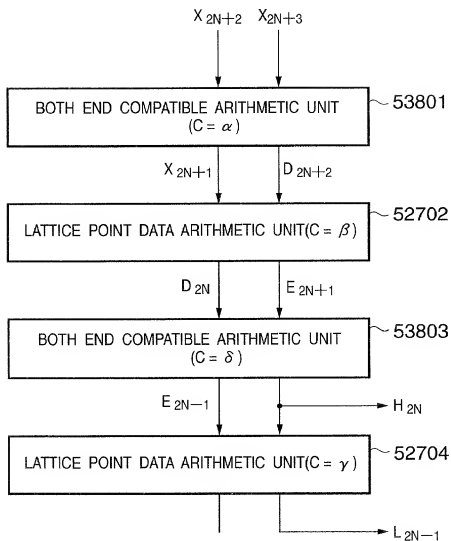 X2N+2 X2N+3
BOTH END COMPATIBLE ARITHMETIC UNIT
(C = α)
53801
X2N+1 D2N+2
LATTICE POINT DATA ARITHMETIC UNIT(C = β)
52702
D2N E2N+1
BOTH END COMPATIBLE ARITHMETIC UNIT
(C = δ)
53803
E2N−1
H2N
LATTICE POINT DATA ARITHMETIC UNIT(C = γ)
52704
L2N−1